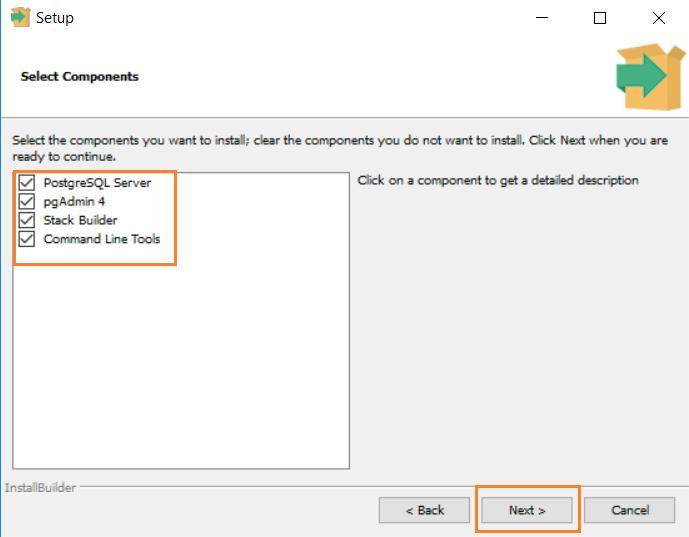 Setup
Select Components
Select the components you want to install; clear the components you do not want to install. Click Next when you are
ready to continue.
PostgreSQL Server
pgAdmin 4
Stack Builder
Command Line Tools
Click on a component to get a detailed description
InstallBuilder
< Back
Next >
Cancel